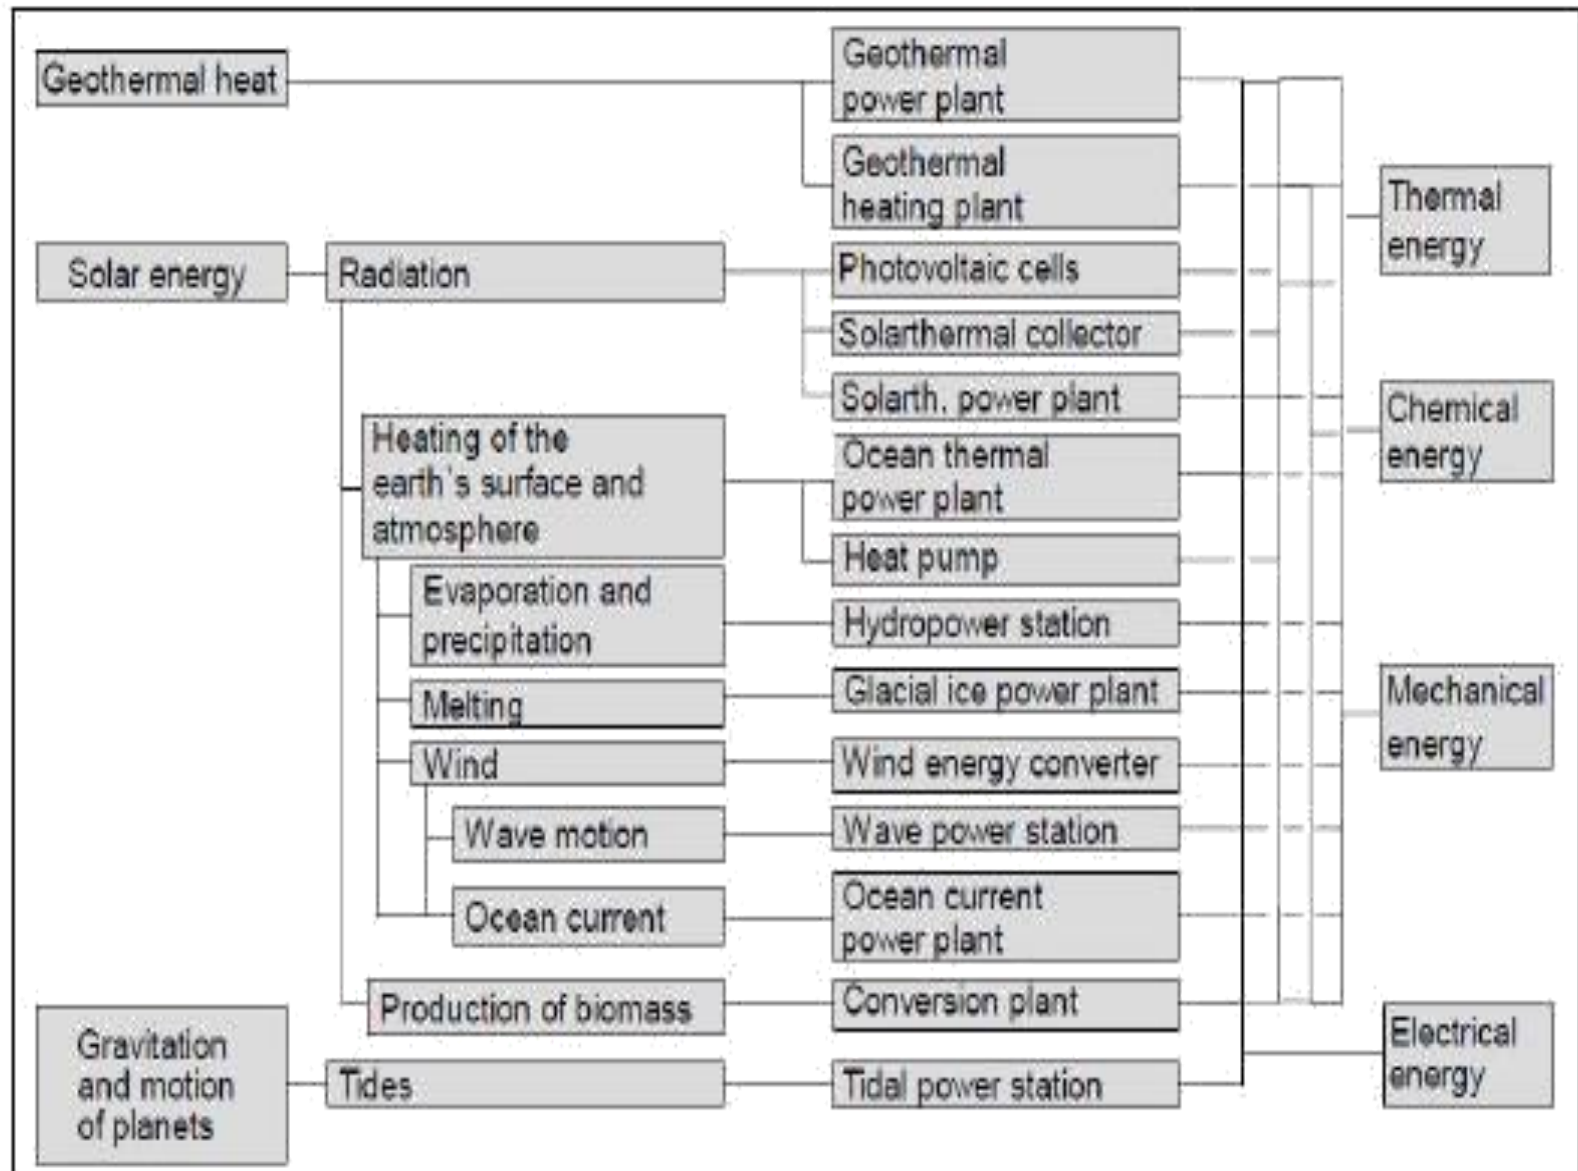 Geothermal heat
Solar energy
Gravitation
and motion
of planets
Radiation
Heating of the
earth`s surface and
atmosphere
Evaporation and
precipitation
Melting
Wind
Wave motion
Ocean current
Production of biomass
Tides
Geothermal
power plant
Geothermal
heating plant
Photovoltaic cells
Solarthermal collector
Solarth. power plant
Ocean thermal
power plant
Heat pump
Hydropower station
Glacial ice power plant
Wind energy converter
Wave power station
Ocean current
power plant
Conversion plant
Tidal power station
Thermal
energy
Chemical
energy
Mechanical
energy
Electrical
energy